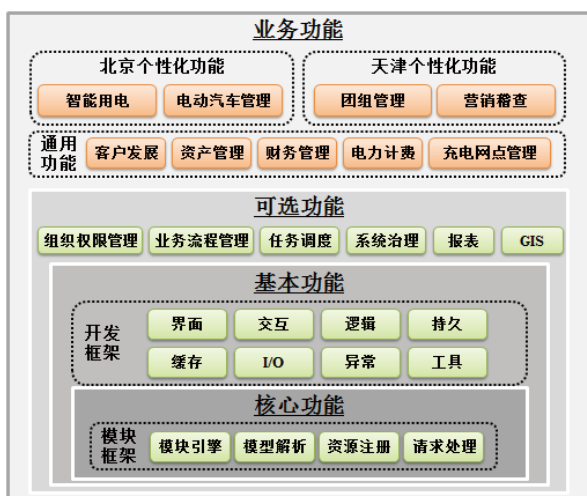 业务功能
北京个性化功能 天津个性化功能
智能用电 电动汽车管理 团组管理 营销稽查
通用
功能
客户发展 资产管理 财务管理 电力计费 充电网点管理
可选功能
组织权限管理 业务流程管理 任务调度 系统治理 报表 GIS
基本功能
开发
框架
界面 交互 逻辑 持久
缓存 I/O 异常 工具
核心功能
模块
框架
模块引擎 模型解析 资源注册 请求处理